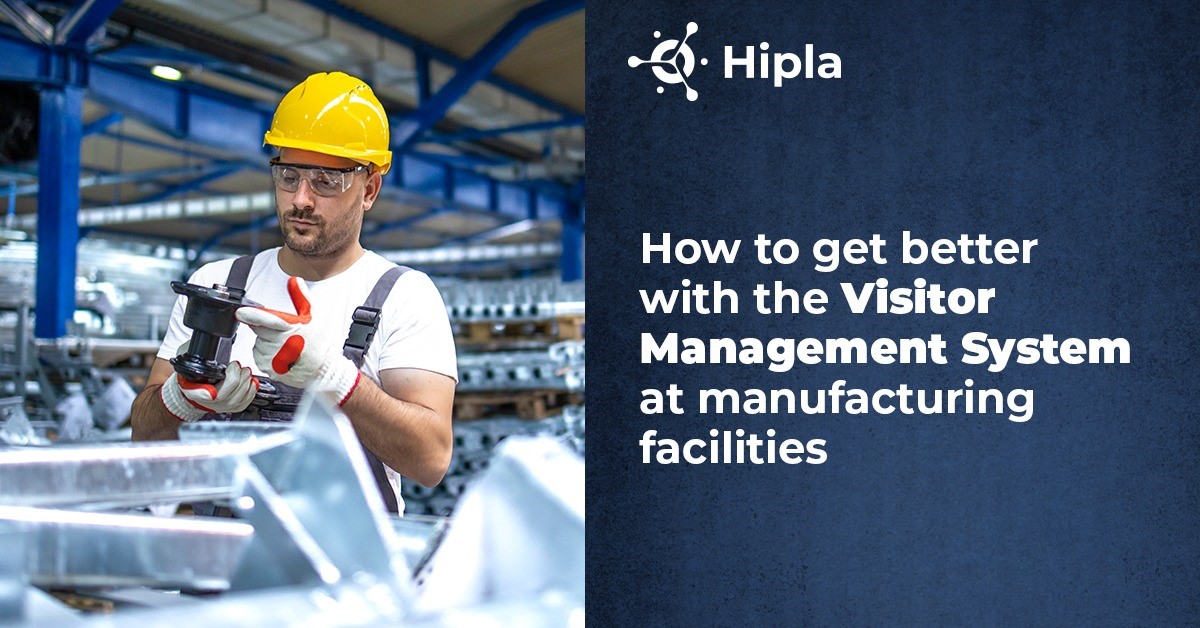 Hipla
How to get better
with the Visitor
Management System
at manufacturing
facilities